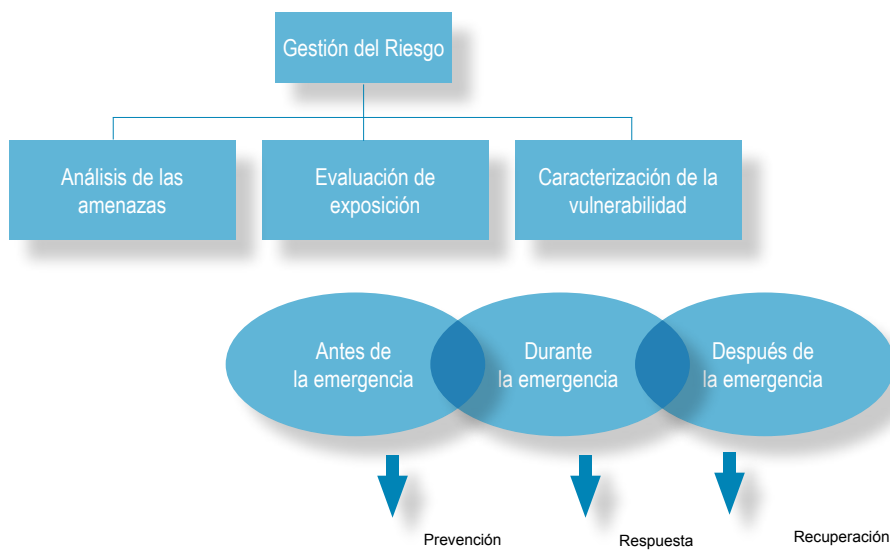 Gestión del Riesgo
Análisis de las
amenazas
Evaluación de
exposición
Caracterización de la
vulnerabilidad
Antes de
la emergencia
Durante
la emergencia
Después de
la emergencia
Prevención
Respuesta
Recuperación